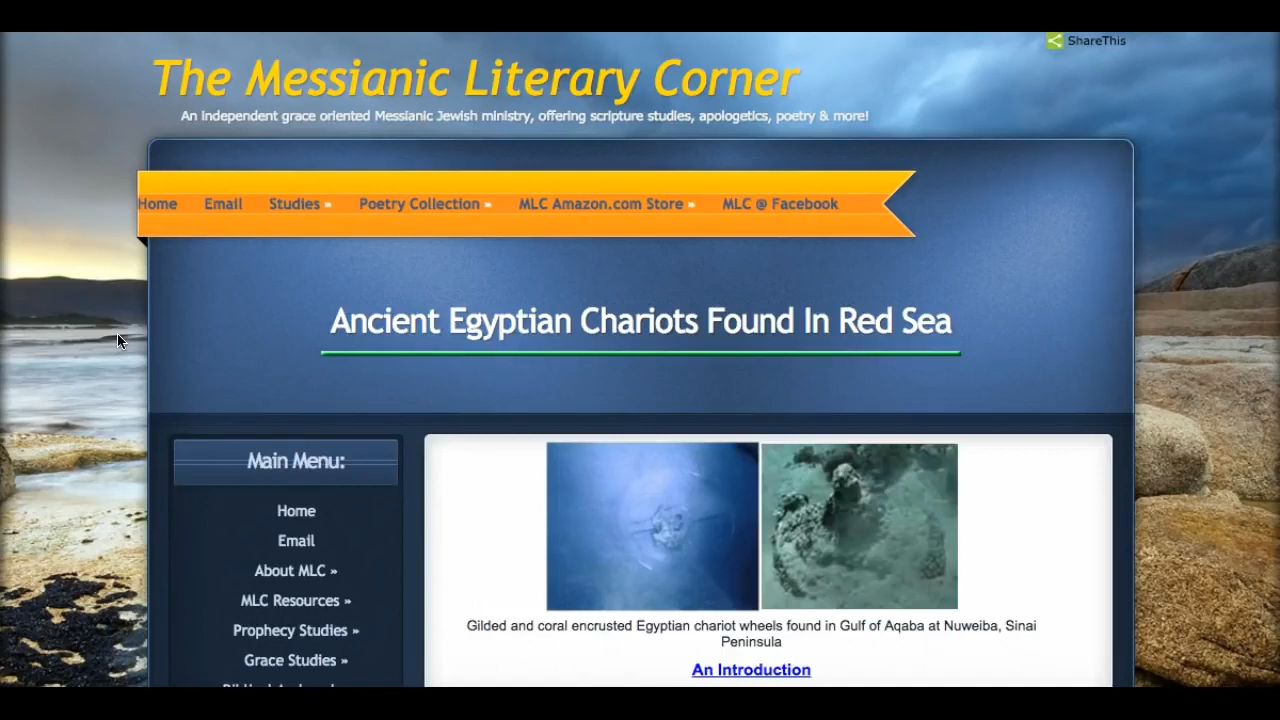 ShareThis
The Messianic Literary Corner
An independent grace oriented Messianic Jewish ministry, offering scripture studies, apologetics, poetry & more!
Home Email Studies » Poetry Collection » MLC Amazon.com Store » MLC @ Facebook
Ancient Egyptian Chariots Found In Red Sea
Main Menu:
Home
Email
About MLC »
MLC Resources »
Prophecy Studies »
Grace Studies »
Gilded and coral encrusted Egyptian chariot wheels found in Gulf of Aqaba at Nuweiba, Sinai
Peninsula
An Introduction